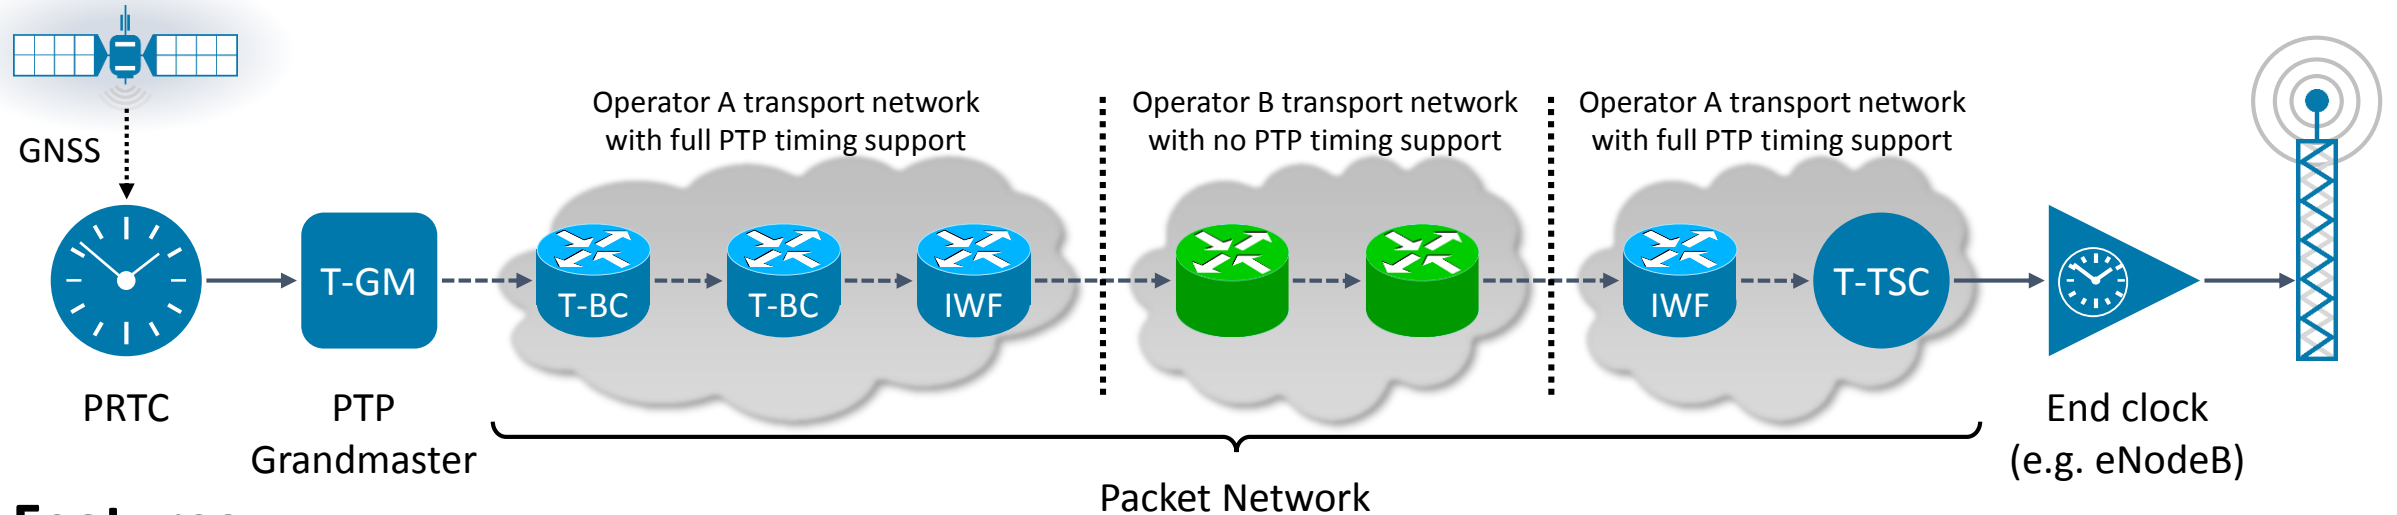 Operator A transport network
with full PTP timing support
Operator B transport network
with no PTP timing support
Operator A transport network
with full PTP timing support
GNSS
T-GM
T-BC
T-BC
IWF
IWF
T-TSC
PRTC
PTP
Grandmaster
End clock
(e.g. eNodeB)
Packet Network